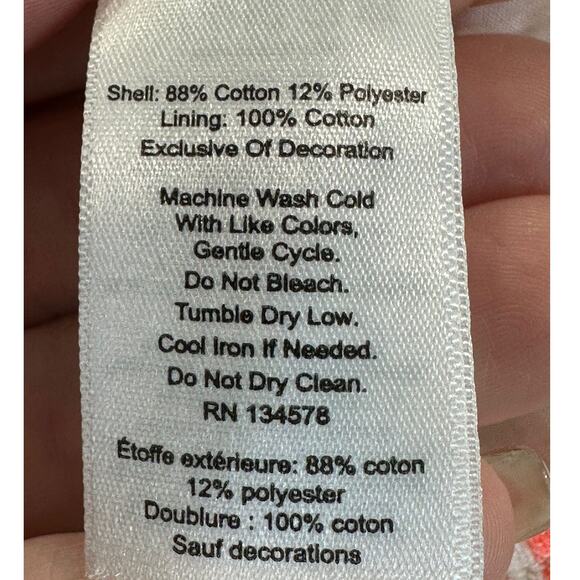 Shell: 88% Cotton 12% Polyester
Lining: 100% Cotton
Exclusive Of Decoration
Machine Wash Cold
With Like Colors,
Gentle Cycle.
Do Not Bleach.
Tumble Dry Low.
Cool Iron If Needed.
Do Not Dry Clean.
RN 134578
Étoffe extérieure: 88% coton
12% polyester
Doublure : 100% coton
Sauf decorations